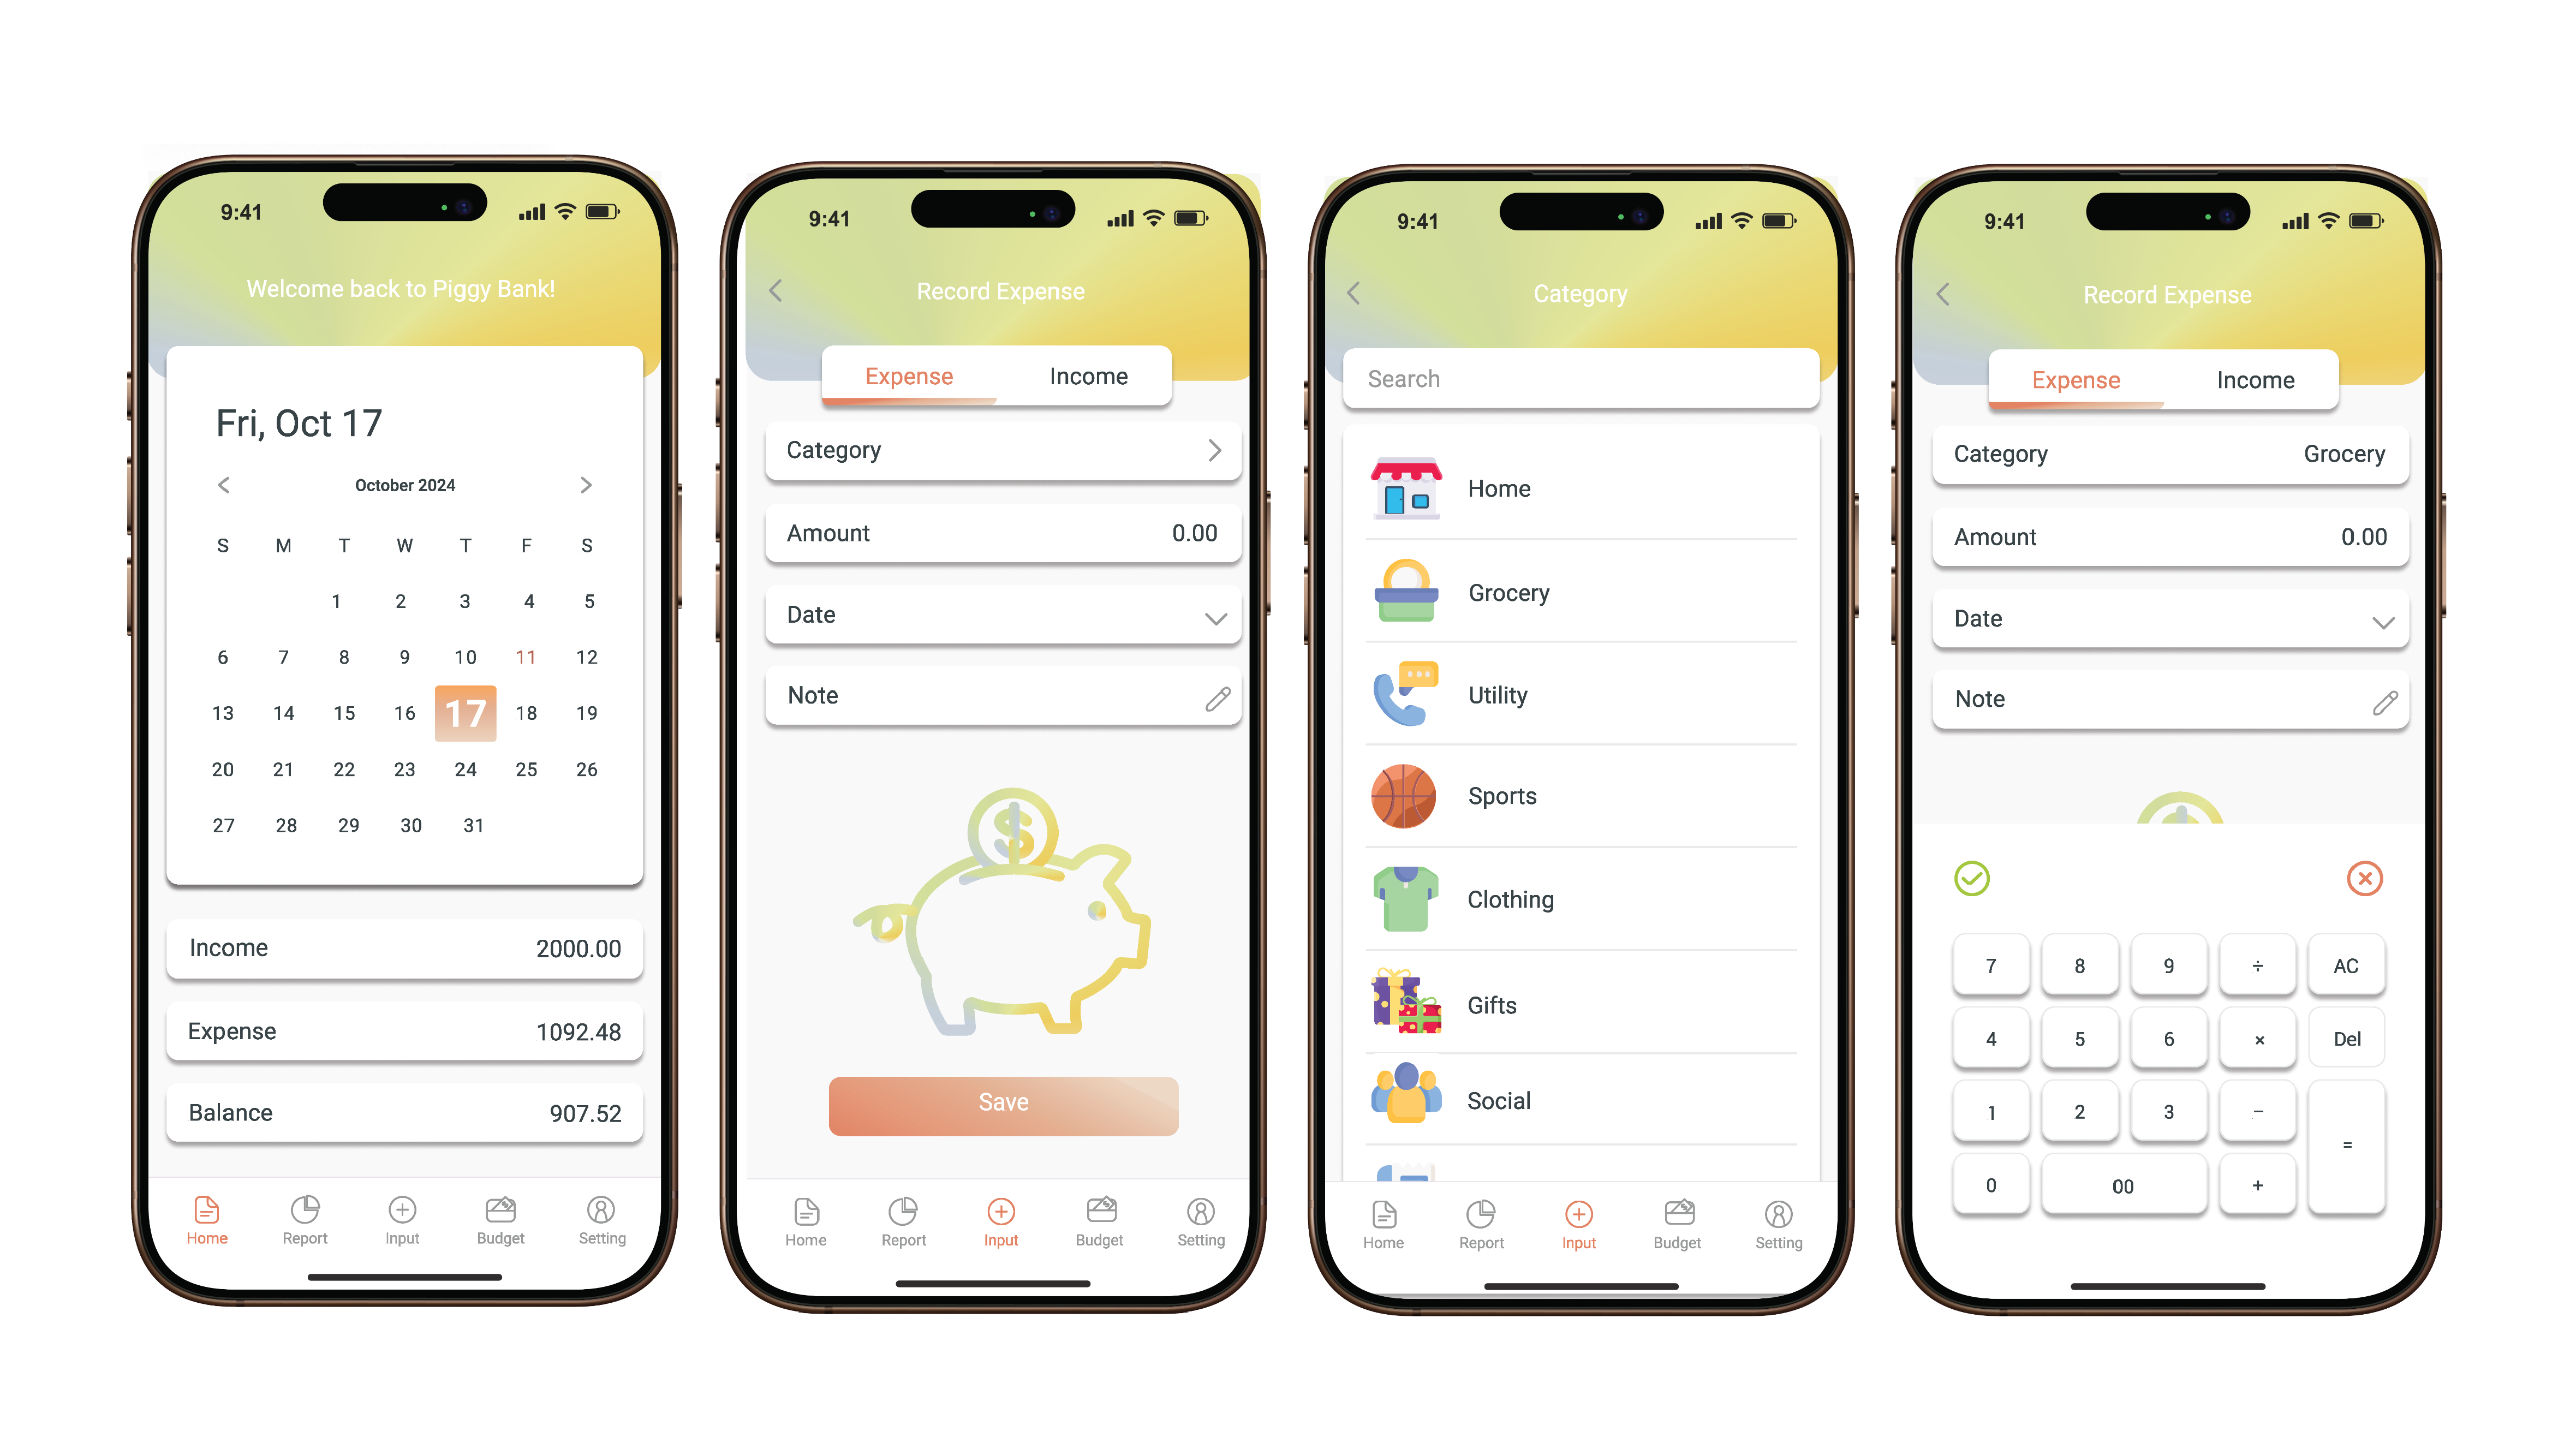 9:41
Welcome back to Piggy Bank!
Fri, Oct 17
October 2024
S M T W T F S
1 2 3 4 5
6 7 8 9 10 11 12
13 14 15 16 17 18 19
20 21 22 23 24 25 26
27 28 29 30 31
Income 2000.00
Expense 1092.48
Balance 907.52
Home Report Input Budget Setting
9:41
Record Expense
Expense Income
Category
Amount 0.00
Date
Note
$
Save
Home Report Input Budget Setting
9:41
Category
Search
Home
Grocery
Utility
Sports
Clothing
Gifts
Social
Home Report Input Budget Setting
9:41
Record Expense
Expense Income
Category Grocery
Amount 0.00
Date
Note
7 8 9 ÷ AC
4 5 6 × Del
1 2 3 −
=
0 00 +